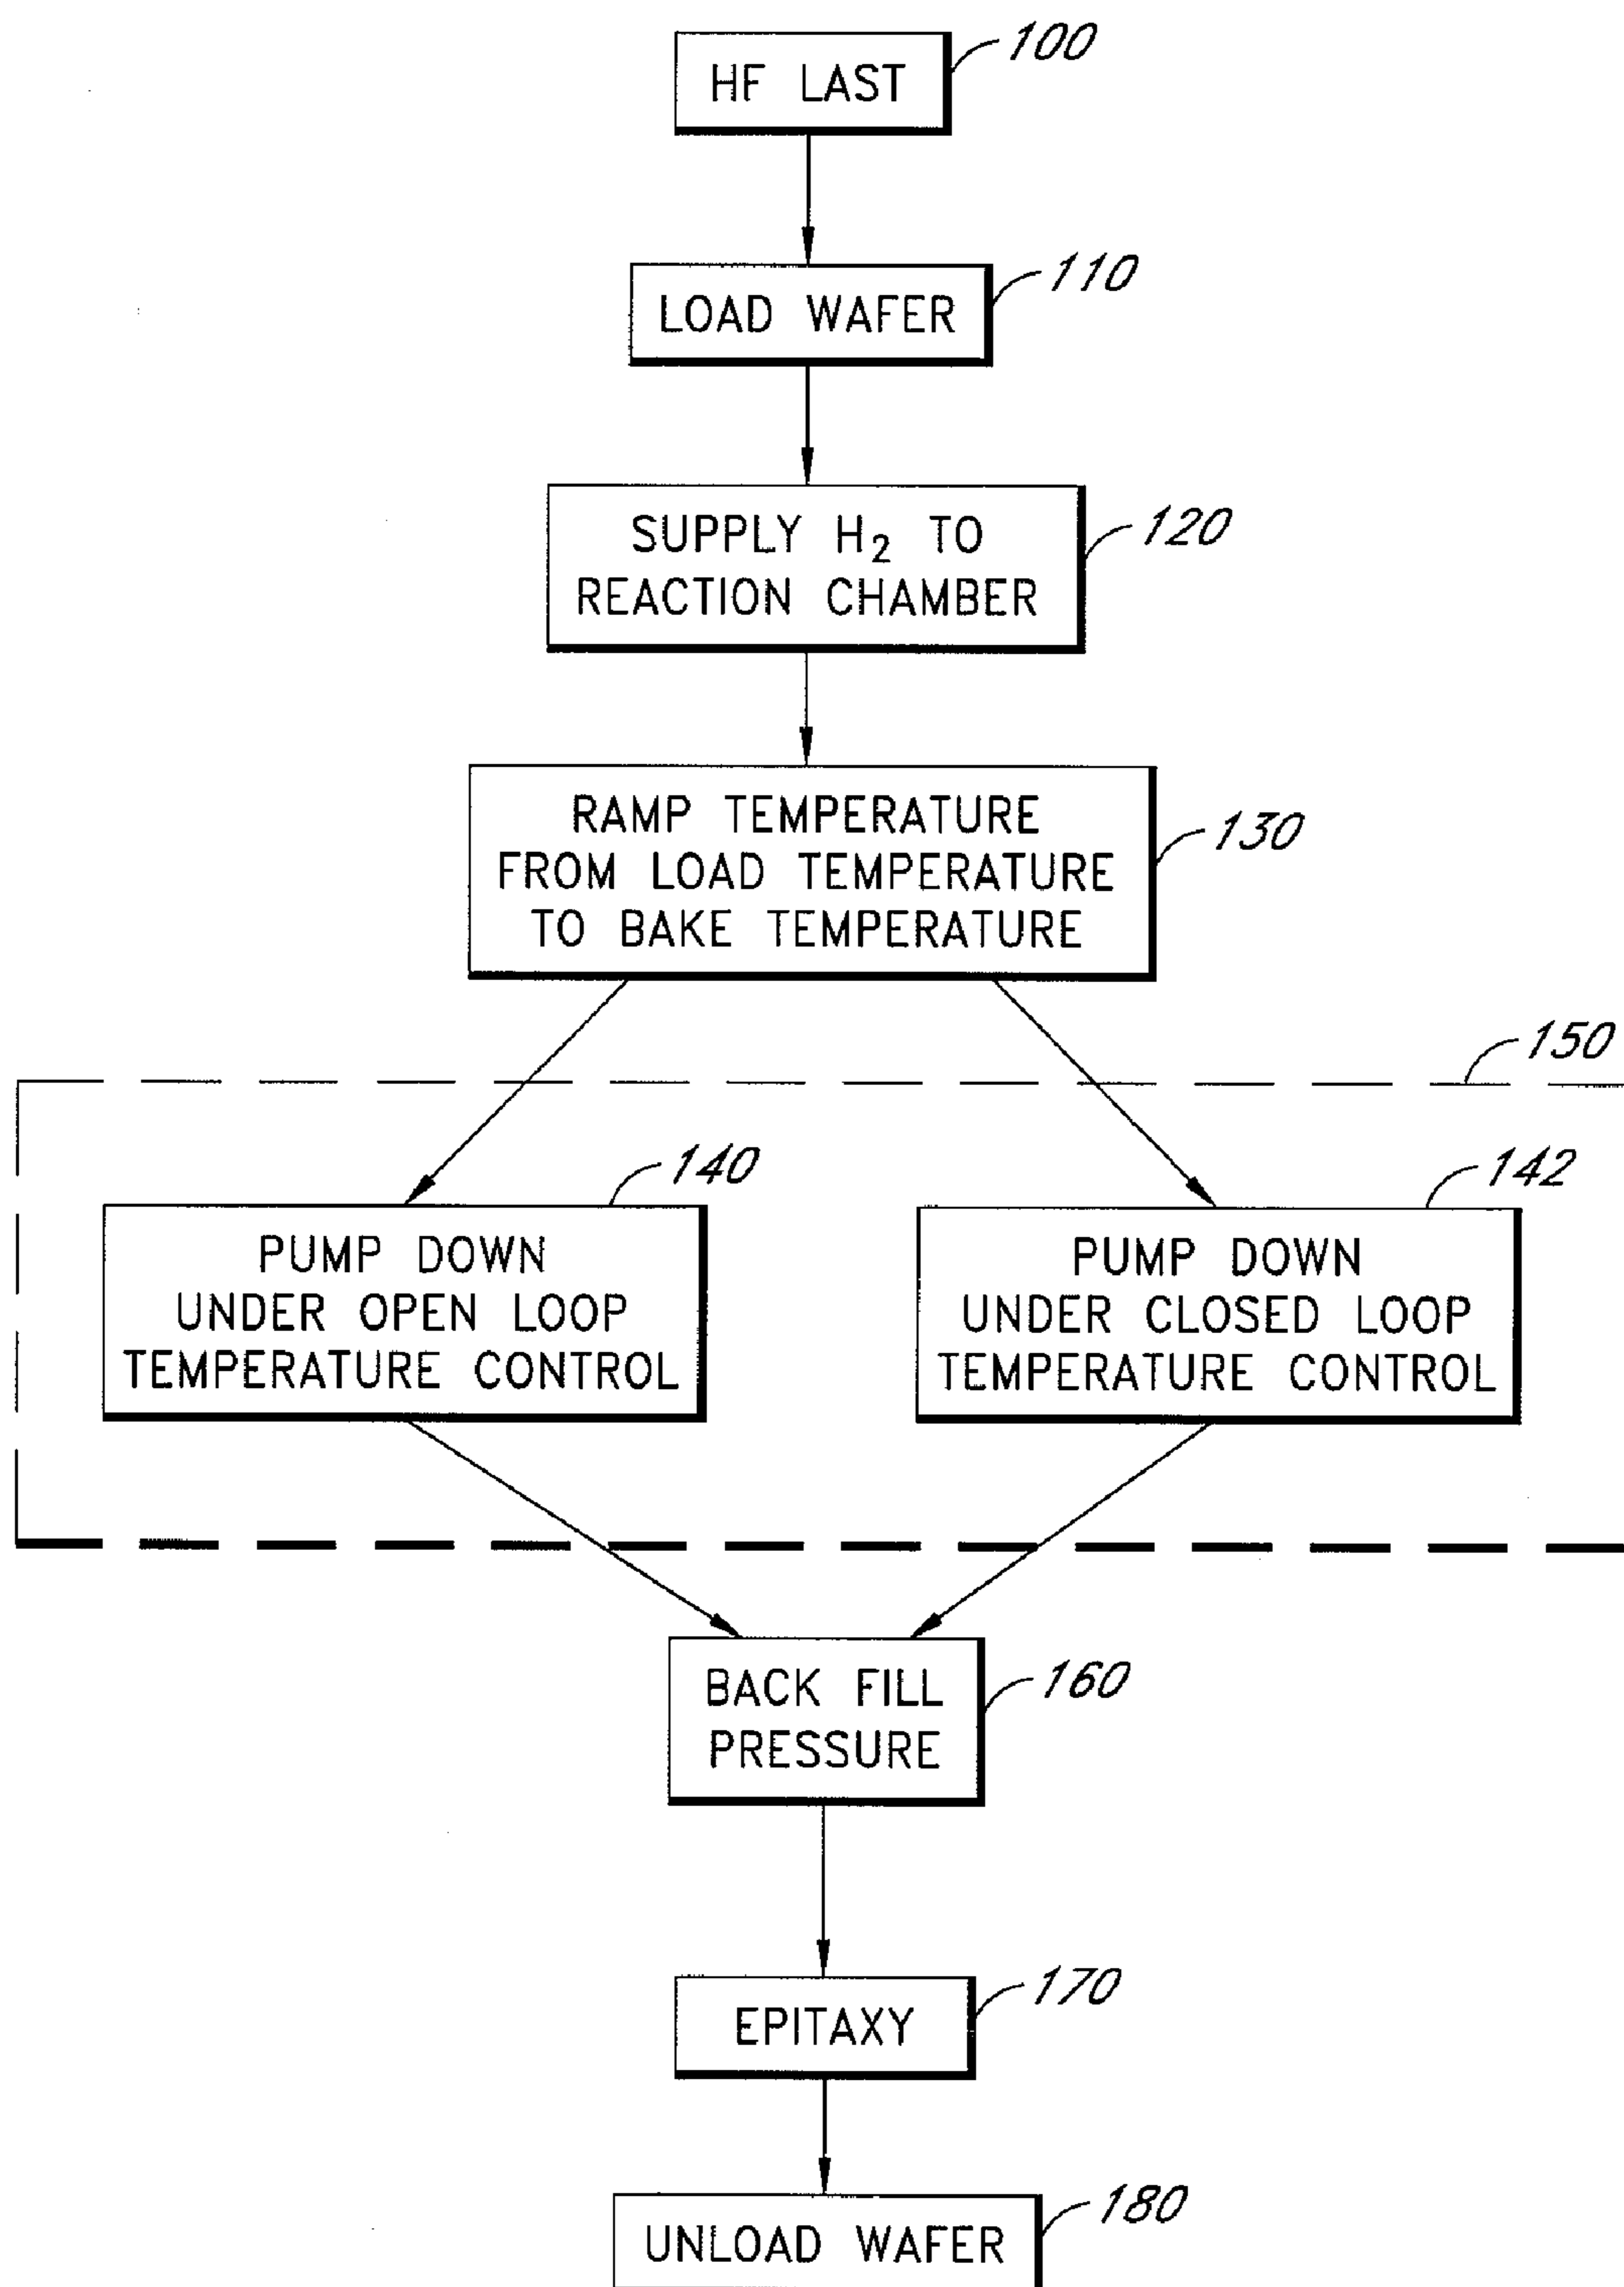 100
HF LAST
110
LOAD WAFER
120
SUPPLY H₂ TO
REACTION CHAMBER
130
RAMP TEMPERATURE
FROM LOAD TEMPERATURE
TO BAKE TEMPERATURE
150
140
PUMP DOWN
UNDER OPEN LOOP
TEMPERATURE CONTROL
142
PUMP DOWN
UNDER CLOSED LOOP
TEMPERATURE CONTROL
160
BACK FILL
PRESSURE
170
EPITAXY
180
UNLOAD WAFER